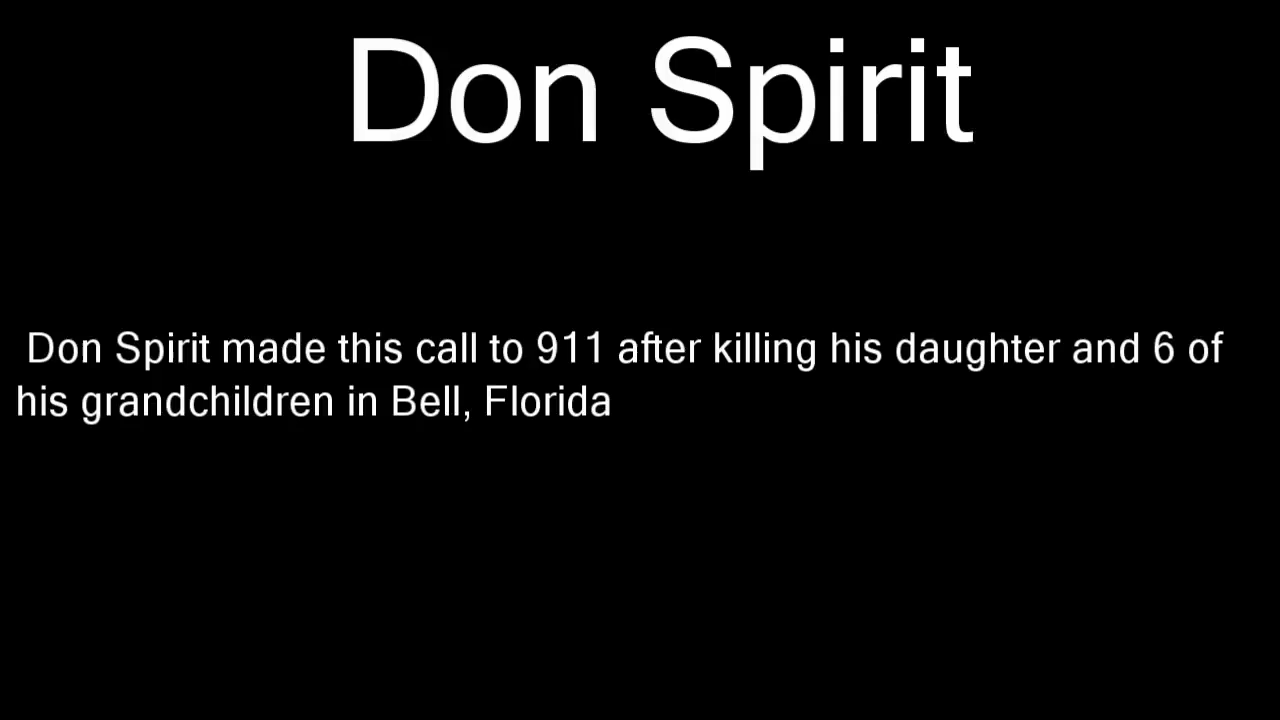 Don Spirit
Don Spirit made this call to 911 after killing his daughter and 6 of
his grandchildren in Bell, Florida